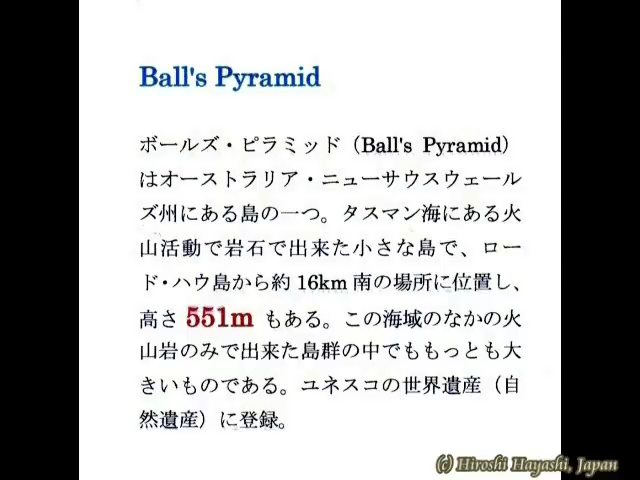 Ball's Pyramid
ボールズ・ピラミッド（Ball's Pyramid）
はオーストラリア・ニューサウスウェール
ズ州にある島の一つ。タスマン海にある火
山活動で岩石で出来た小さな島で、ロー
ド・ハウ島から約 16km 南の場所に位置し、
高さ 551m もある。この海域のなかの火
山岩のみで出来た島群の中でももっとも大
きいものである。ユネスコの世界遺産（自
然遺産）に登録。
(c) Hiroshi Hayashi, Japan